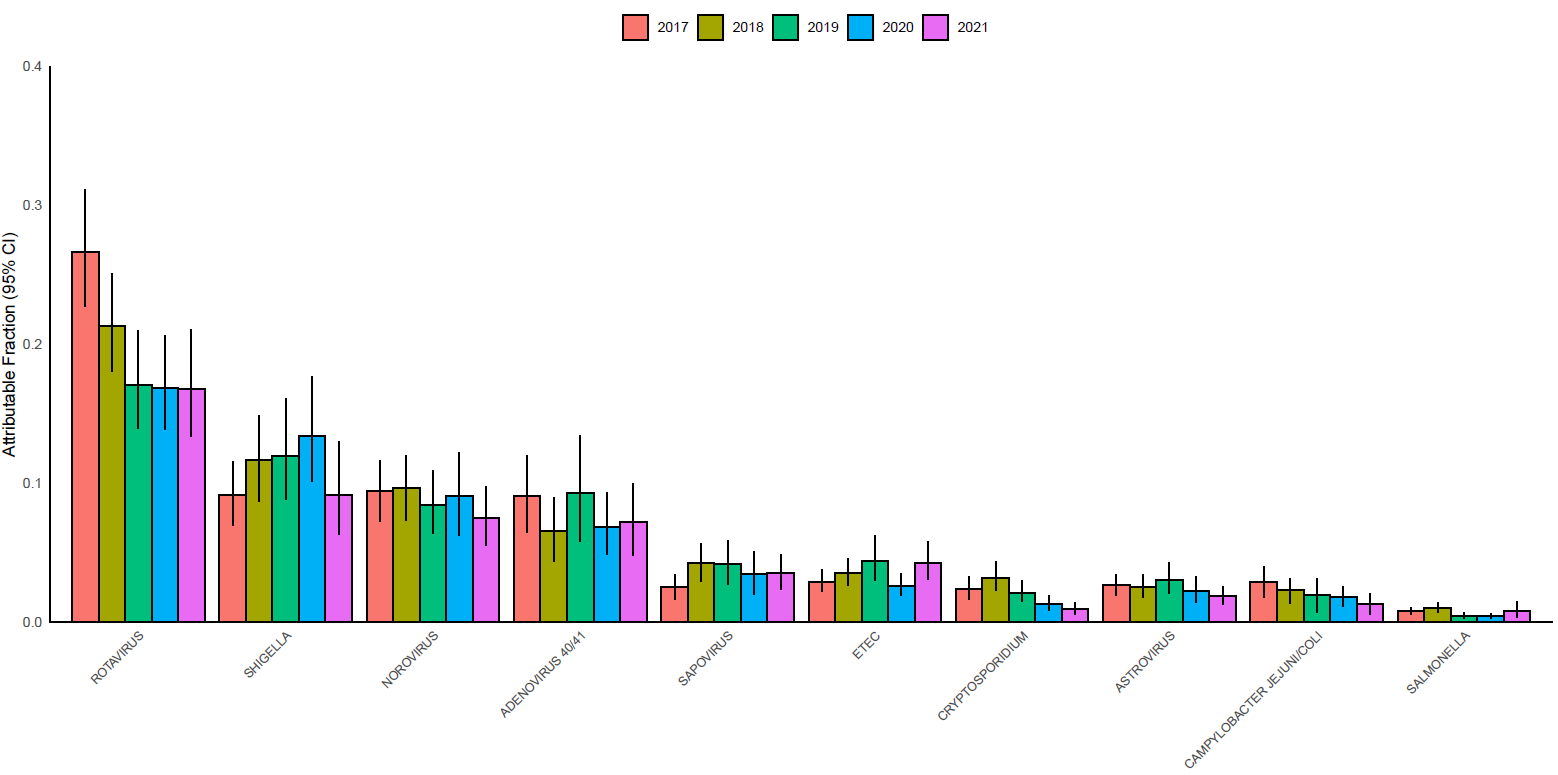 2017 2018 2019 2020 2021
Attributable Fraction (95% CI)
0.4
0.3
0.2
0.1
0.0
ROTAVIRUS
SHIGELLA
NOROVIRUS
ADENOVIRUS 40/41
SAPOVIRUS
ETEC
CRYPTOSPORIDIUM
ASTROVIRUS
CAMPYLOBACTER JEJUNI/COLI
SALMONELLA